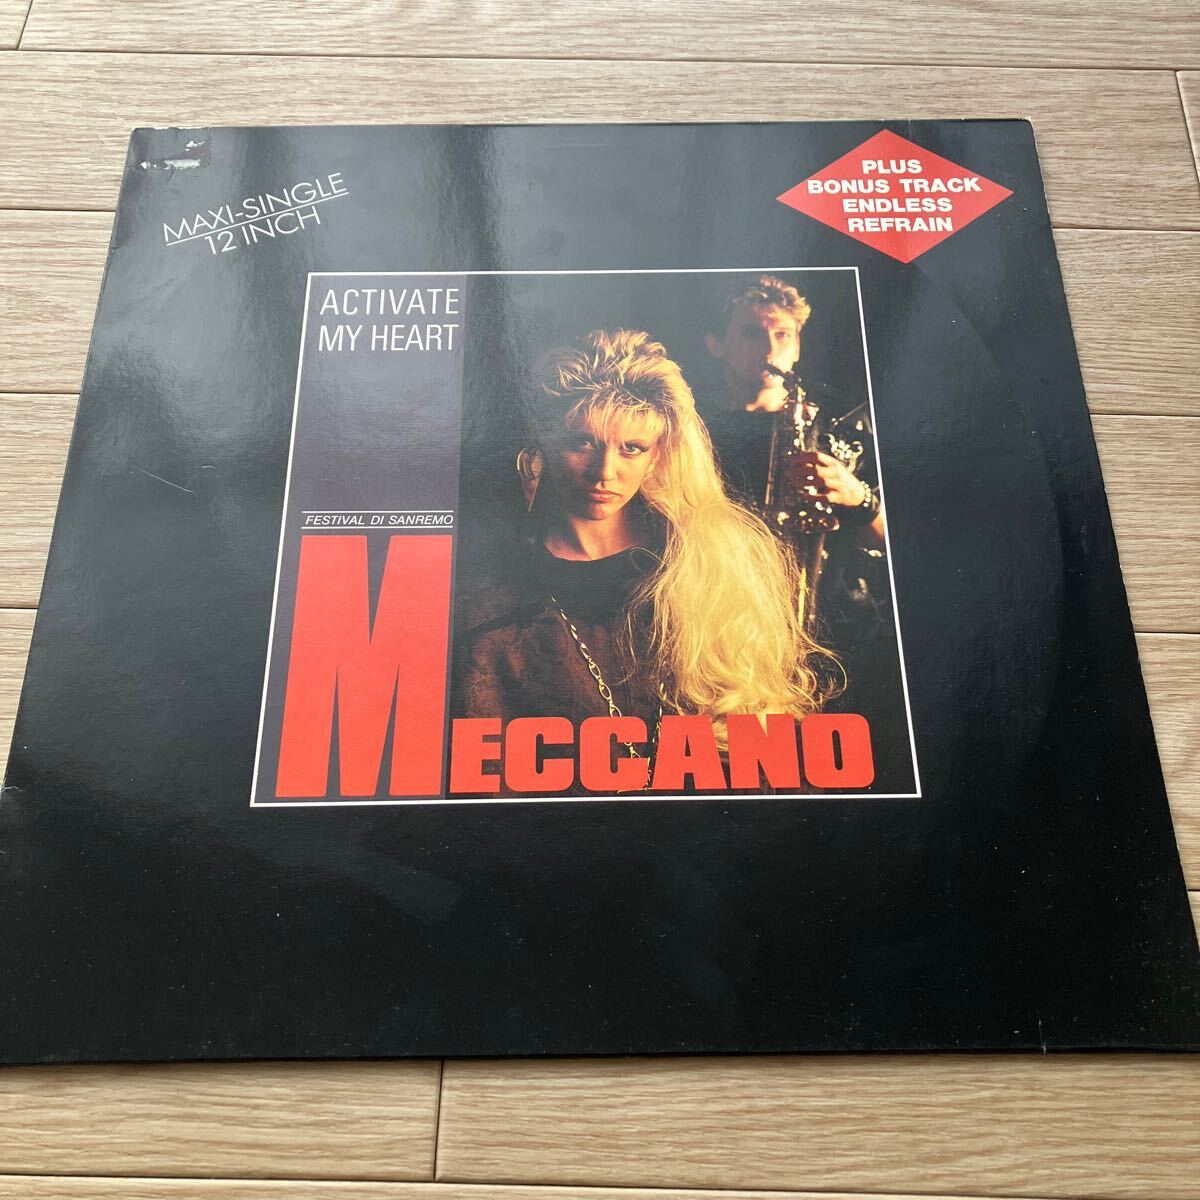 MAXI-SINGLE
12 INCH
PLUS
BONUS TRACK
ENDLESS
REFRAIN
ACTIVATE
MY HEART
FESTIVAL DI SANREMO
MECCANO